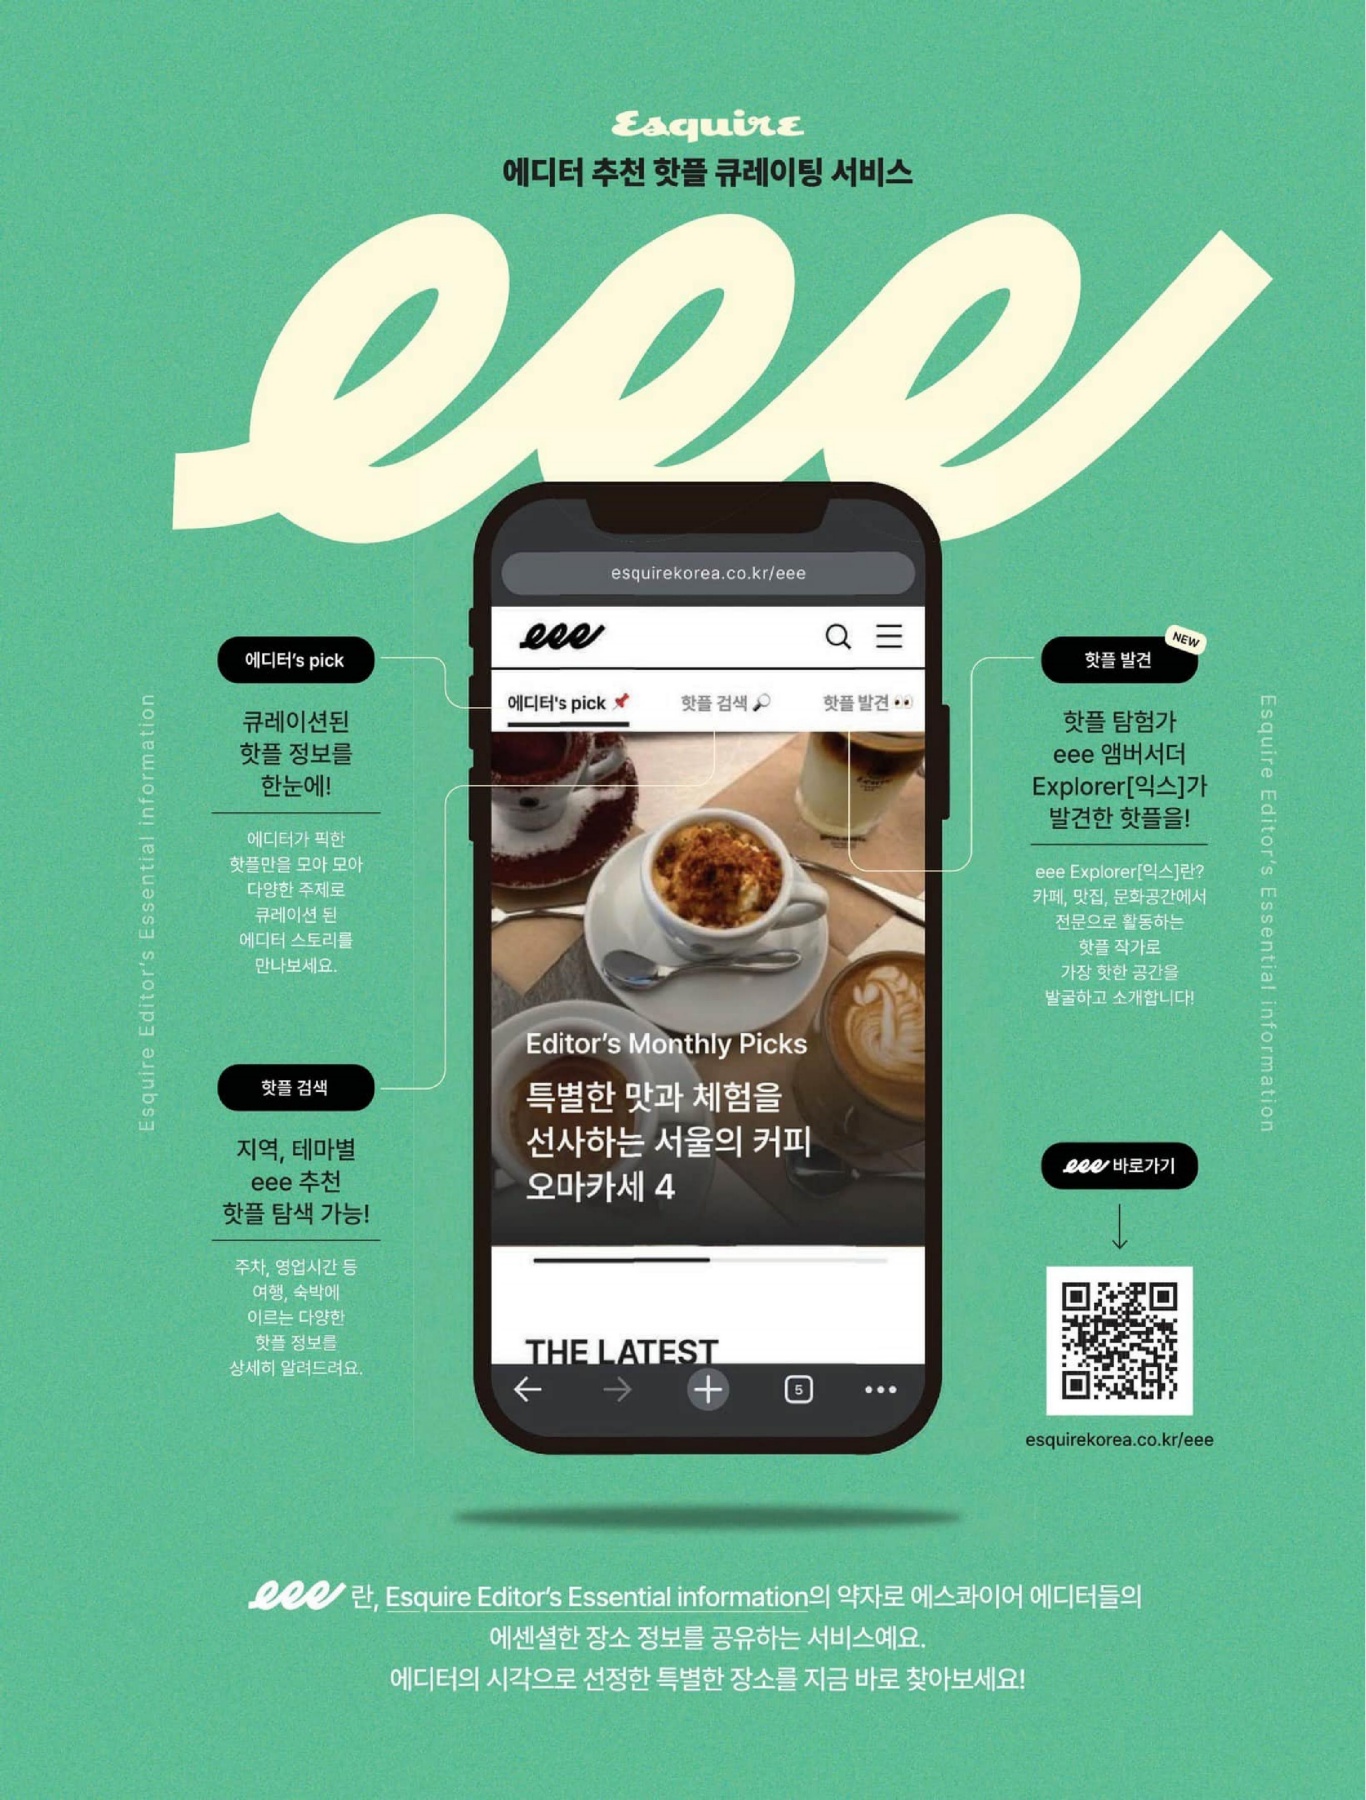 Esquire
에디터 추천 핫플 큐레이팅 서비스
eee
esquirekorea.co.kr/eee
eee
에디터's pick
핫플 검색
핫플 발견
Editor's Monthly Picks
특별한 맛과 체험을
선사하는 서울의 커피
오마카세 4
THE LATEST
5
에디터's pick
큐레이션된
핫플 정보를
한눈에!
에디터가 픽한
핫플만을 모아 모아
다양한 주제로
큐레이션 된
에디터 스토리를
만나보세요.
핫플 검색
지역, 테마별
eee 추천
핫플 탐색 가능!
주차, 영업시간 등
여행, 숙박에
이르는 다양한
핫플 정보를
상세히 알려드려요.
핫플 발견
NEW
핫플 탐험가
eee 앰버서더
Explorer[익스]가
발견한 핫플을!
eee Explorer[익스]란?
카페, 맛집, 문화공간에서
전문으로 활동하는
핫플 작가로
가장 핫한 공간을
발굴하고 소개합니다!
eee 바로가기
esquirekorea.co.kr/eee
Esquire Editor's Essential information
Esquire Editor's Essential information
eee 란, Esquire Editor's Essential information의 약자로 에스콰이어 에디터들의
에센셜한 장소 정보를 공유하는 서비스예요.
에디터의 시각으로 선정한 특별한 장소를 지금 바로 찾아보세요!